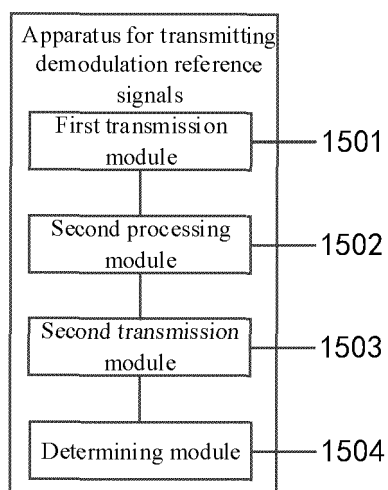 Apparatus for transmitting
demodulation reference
signals
First transmission
module
1501
Second processing
module
1502
Second transmission
module
1503
Determining module
1504